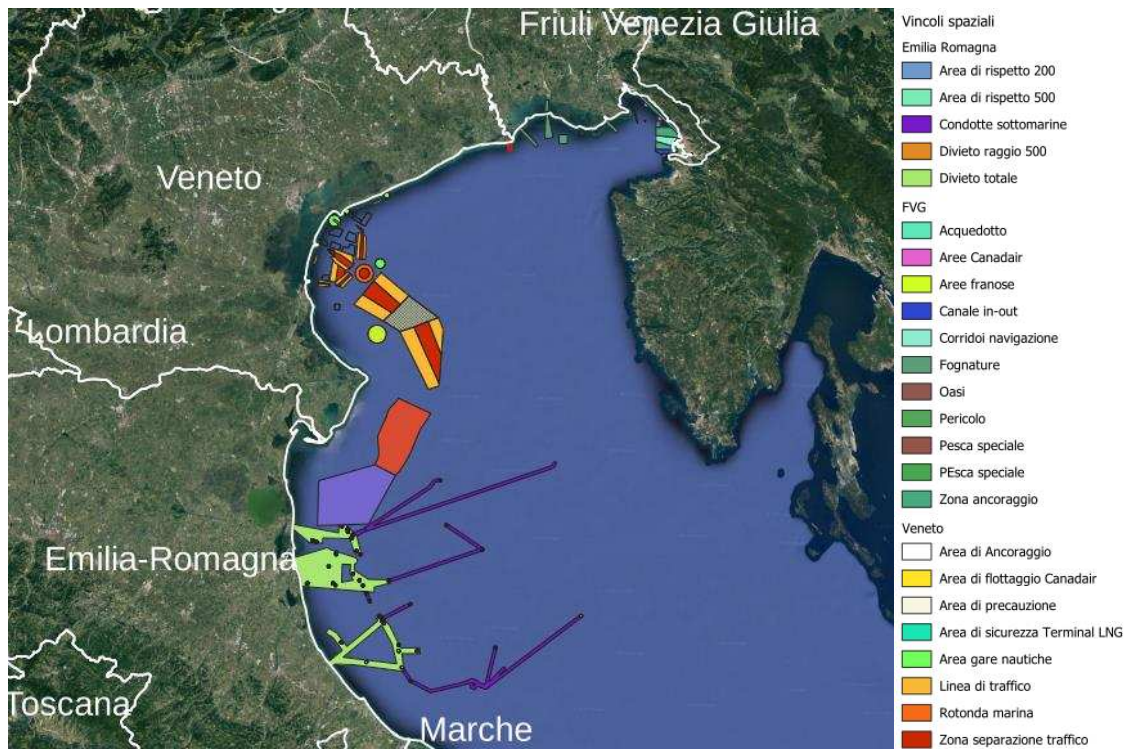 Friuli Venezia Giulia
Veneto
Lombardia
Emilia-Romagna
Toscana
Marche
Vincoli spaziali
Emilia Romagna
Area di rispetto 200
Area di rispetto 500
Condotte sottomarine
Divieto raggio 500
Divieto totale
FVG
Acquedotto
Aree Canadair
Aree franose
Canale in-out
Corridoi navigazione
Fognature
Oasi
Pericolo
Pesca speciale
PEsca speciale
Zona ancoraggio
Veneto
Area di Ancoraggio
Area di flottaggio Canadair
Area di precauzione
Area di sicurezza Terminal LNG
Area gare nautiche
Linea di traffico
Rotonda marina
Zona separazione traffico